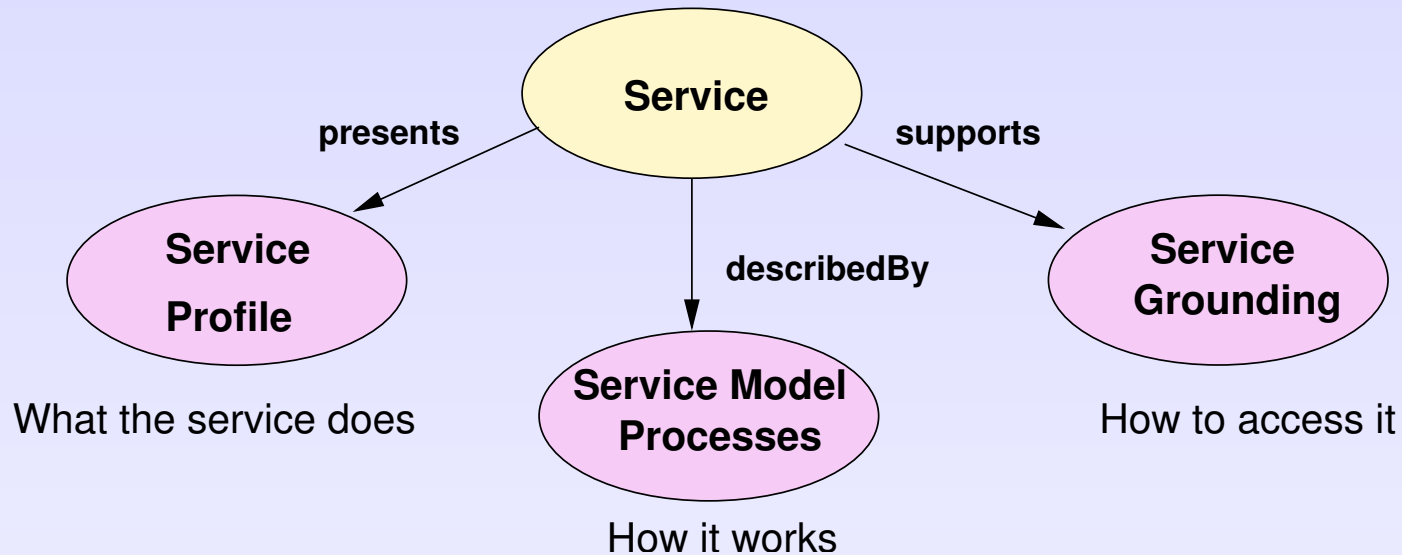 Service
presents
supports
Service
Profile
describedBy
Service
Grounding
What the service does
Service Model
Processes
How to access it
How it works